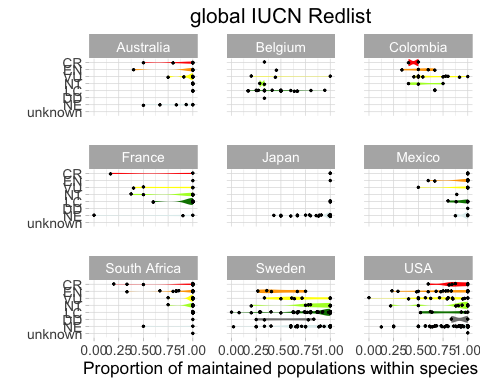 global IUCN Redlist
Australia Belgium Colombia
CR
EN
VU
NT
LC
DD
NE
unknown
France Japan Mexico
CR
EN
VU
NT
LC
DD
NE
unknown
South Africa Sweden USA
CR
EN
VU
NT
LC
DD
NE
unknown
0.00 0.25 0.50 0.75 1.00 0.00 0.25 0.50 0.75 1.00 0.00 0.25 0.50 0.75 1.00
Proportion of maintained populations within species